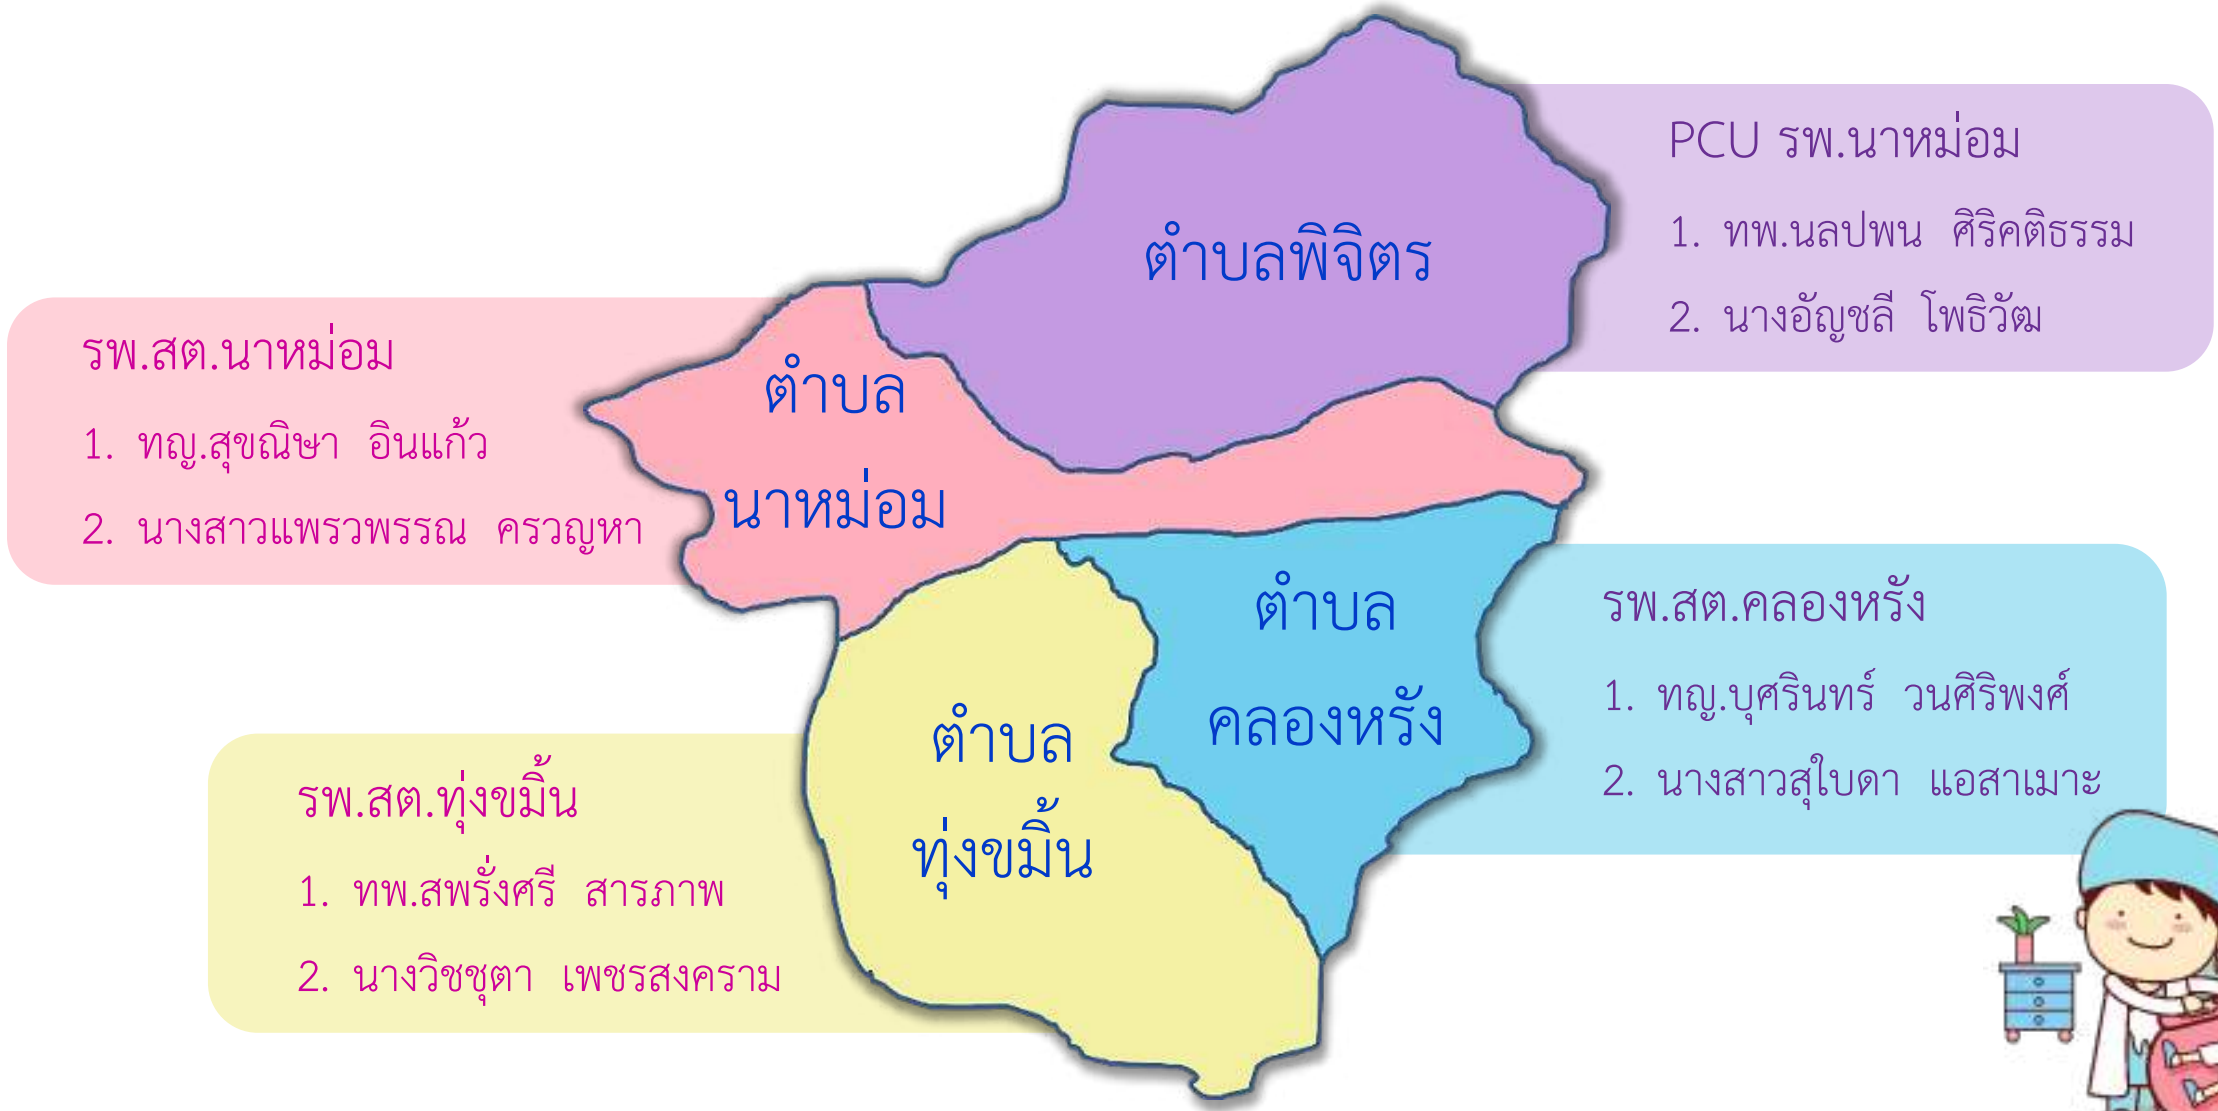 PCU รพ.นาหม่อม
1. ทพ.นลปพน ศิริคติธรรม
2. นางอัญชลี โพธิวัฒ
ตำบลพิจิตร
รพ.สต.นาหม่อม
1. ทญ.สุขณิษา อินแก้ว
2. นางสาวแพรวพรรณ ครวญหา
ตำบล
นาหม่อม
ตำบล
คลองหรัง
รพ.สต.คลองหรัง
1. ทญ.บุศรินทร์ วนศิริพงศ์
2. นางสาวสุใบดา แอสาเมาะ
ตำบล
ทุ่งขมิ้น
รพ.สต.ทุ่งขมิ้น
1. ทพ.สพรั่งศรี สารภาพ
2. นางวิชชุตา เพชรสงคราม